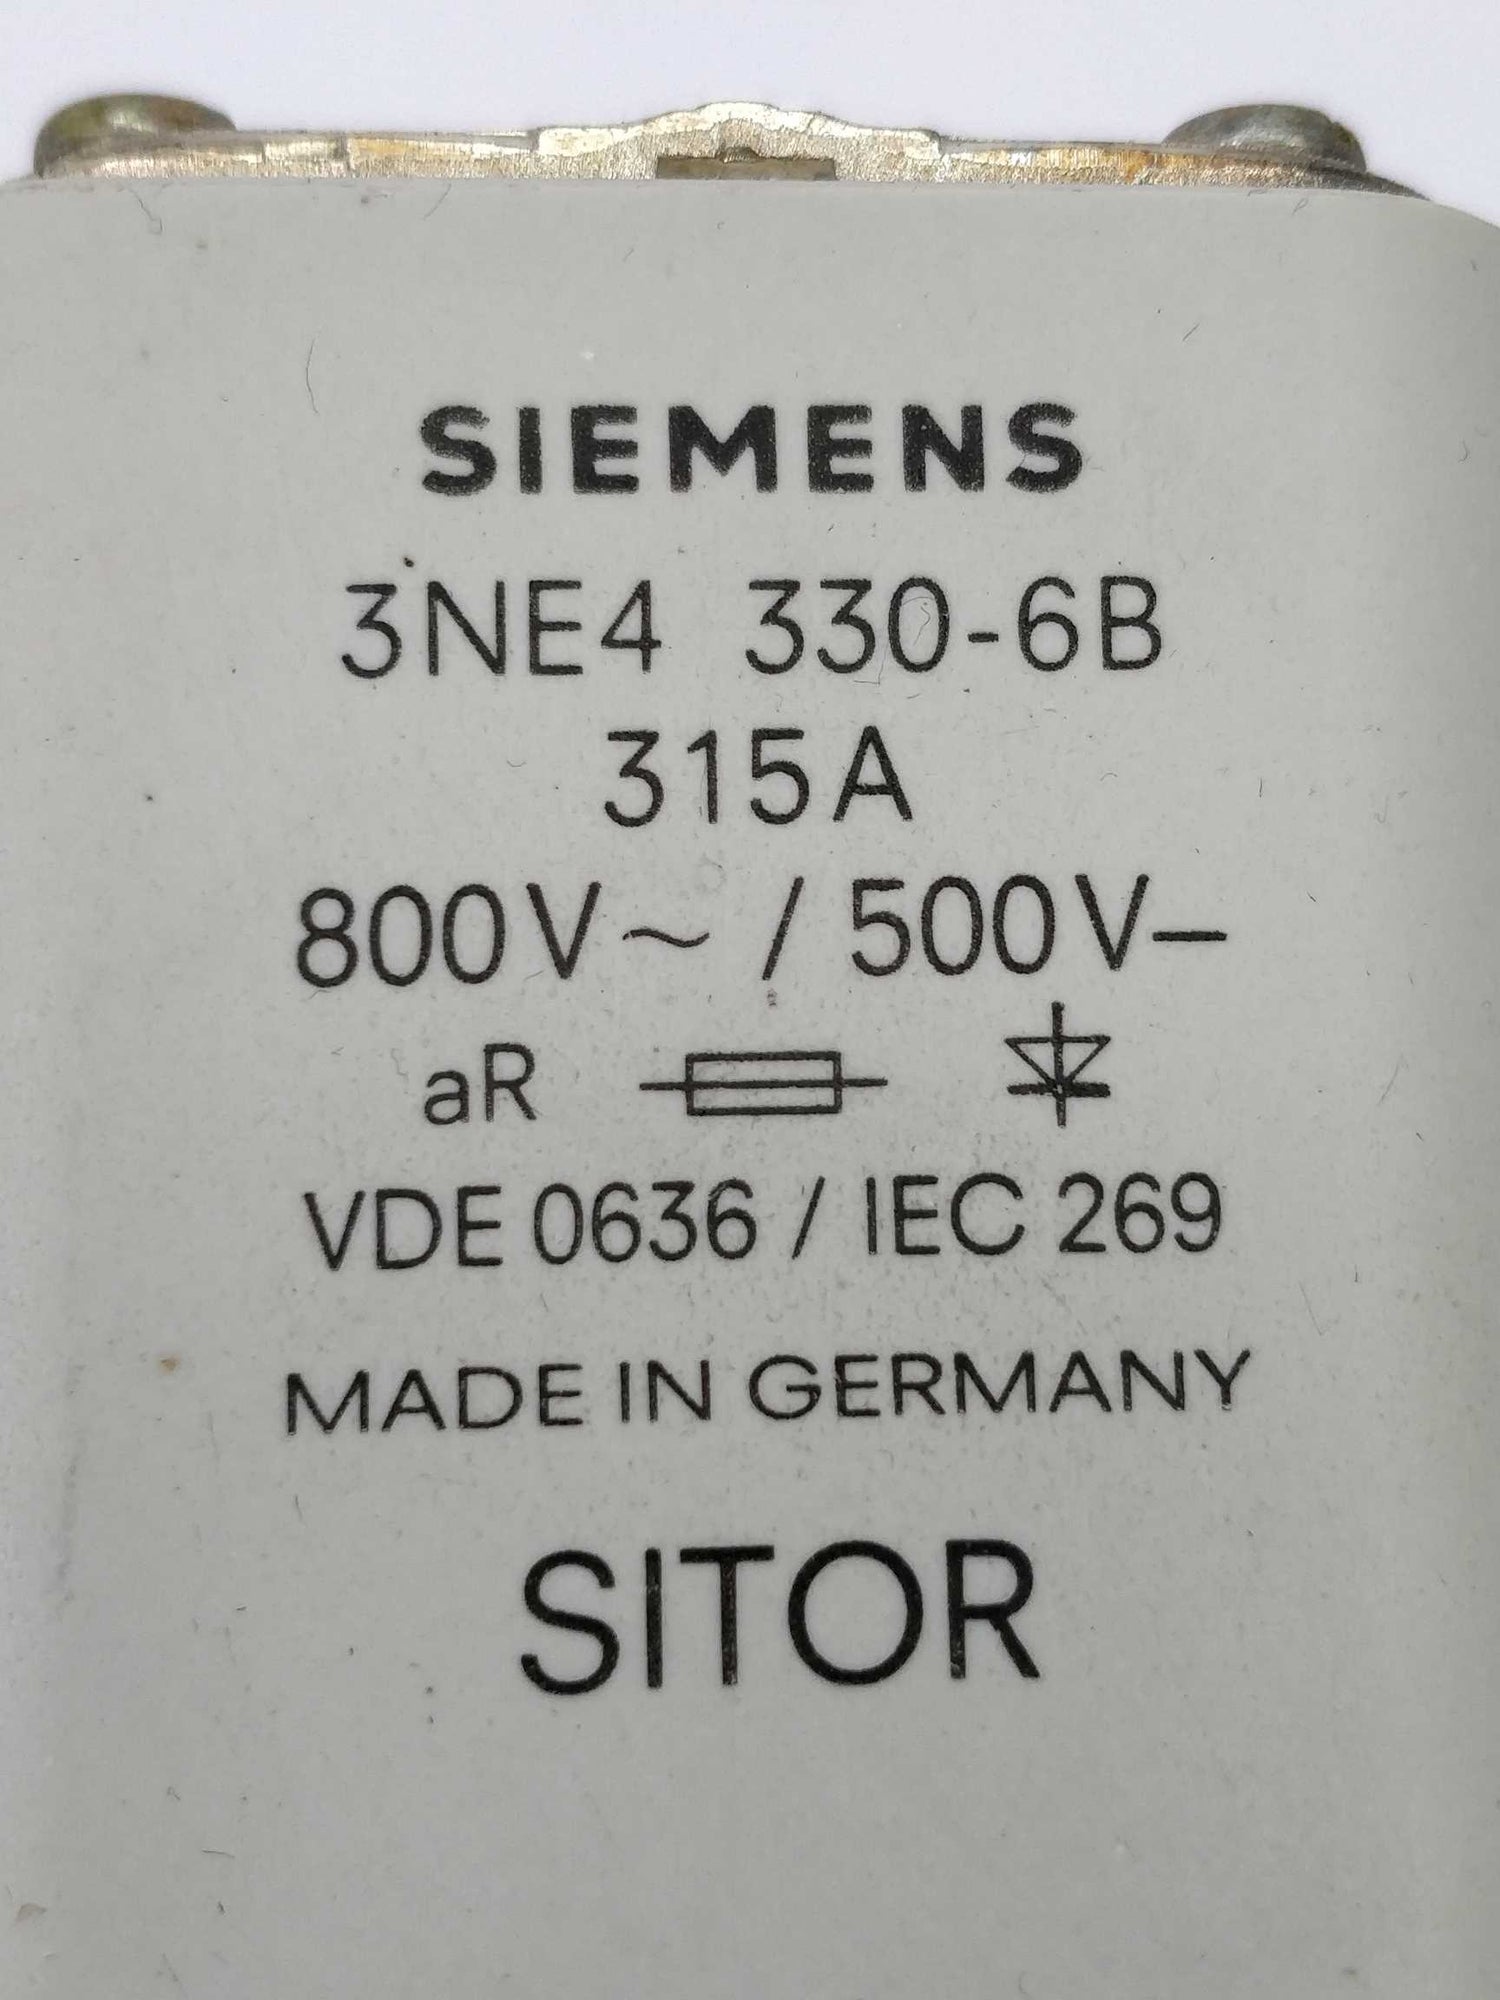 SIEMENS
3NE4 330-6B
315A
800V~ / 500V–
aR
VDE 0636 / IEC 269
MADE IN GERMANY
SITOR